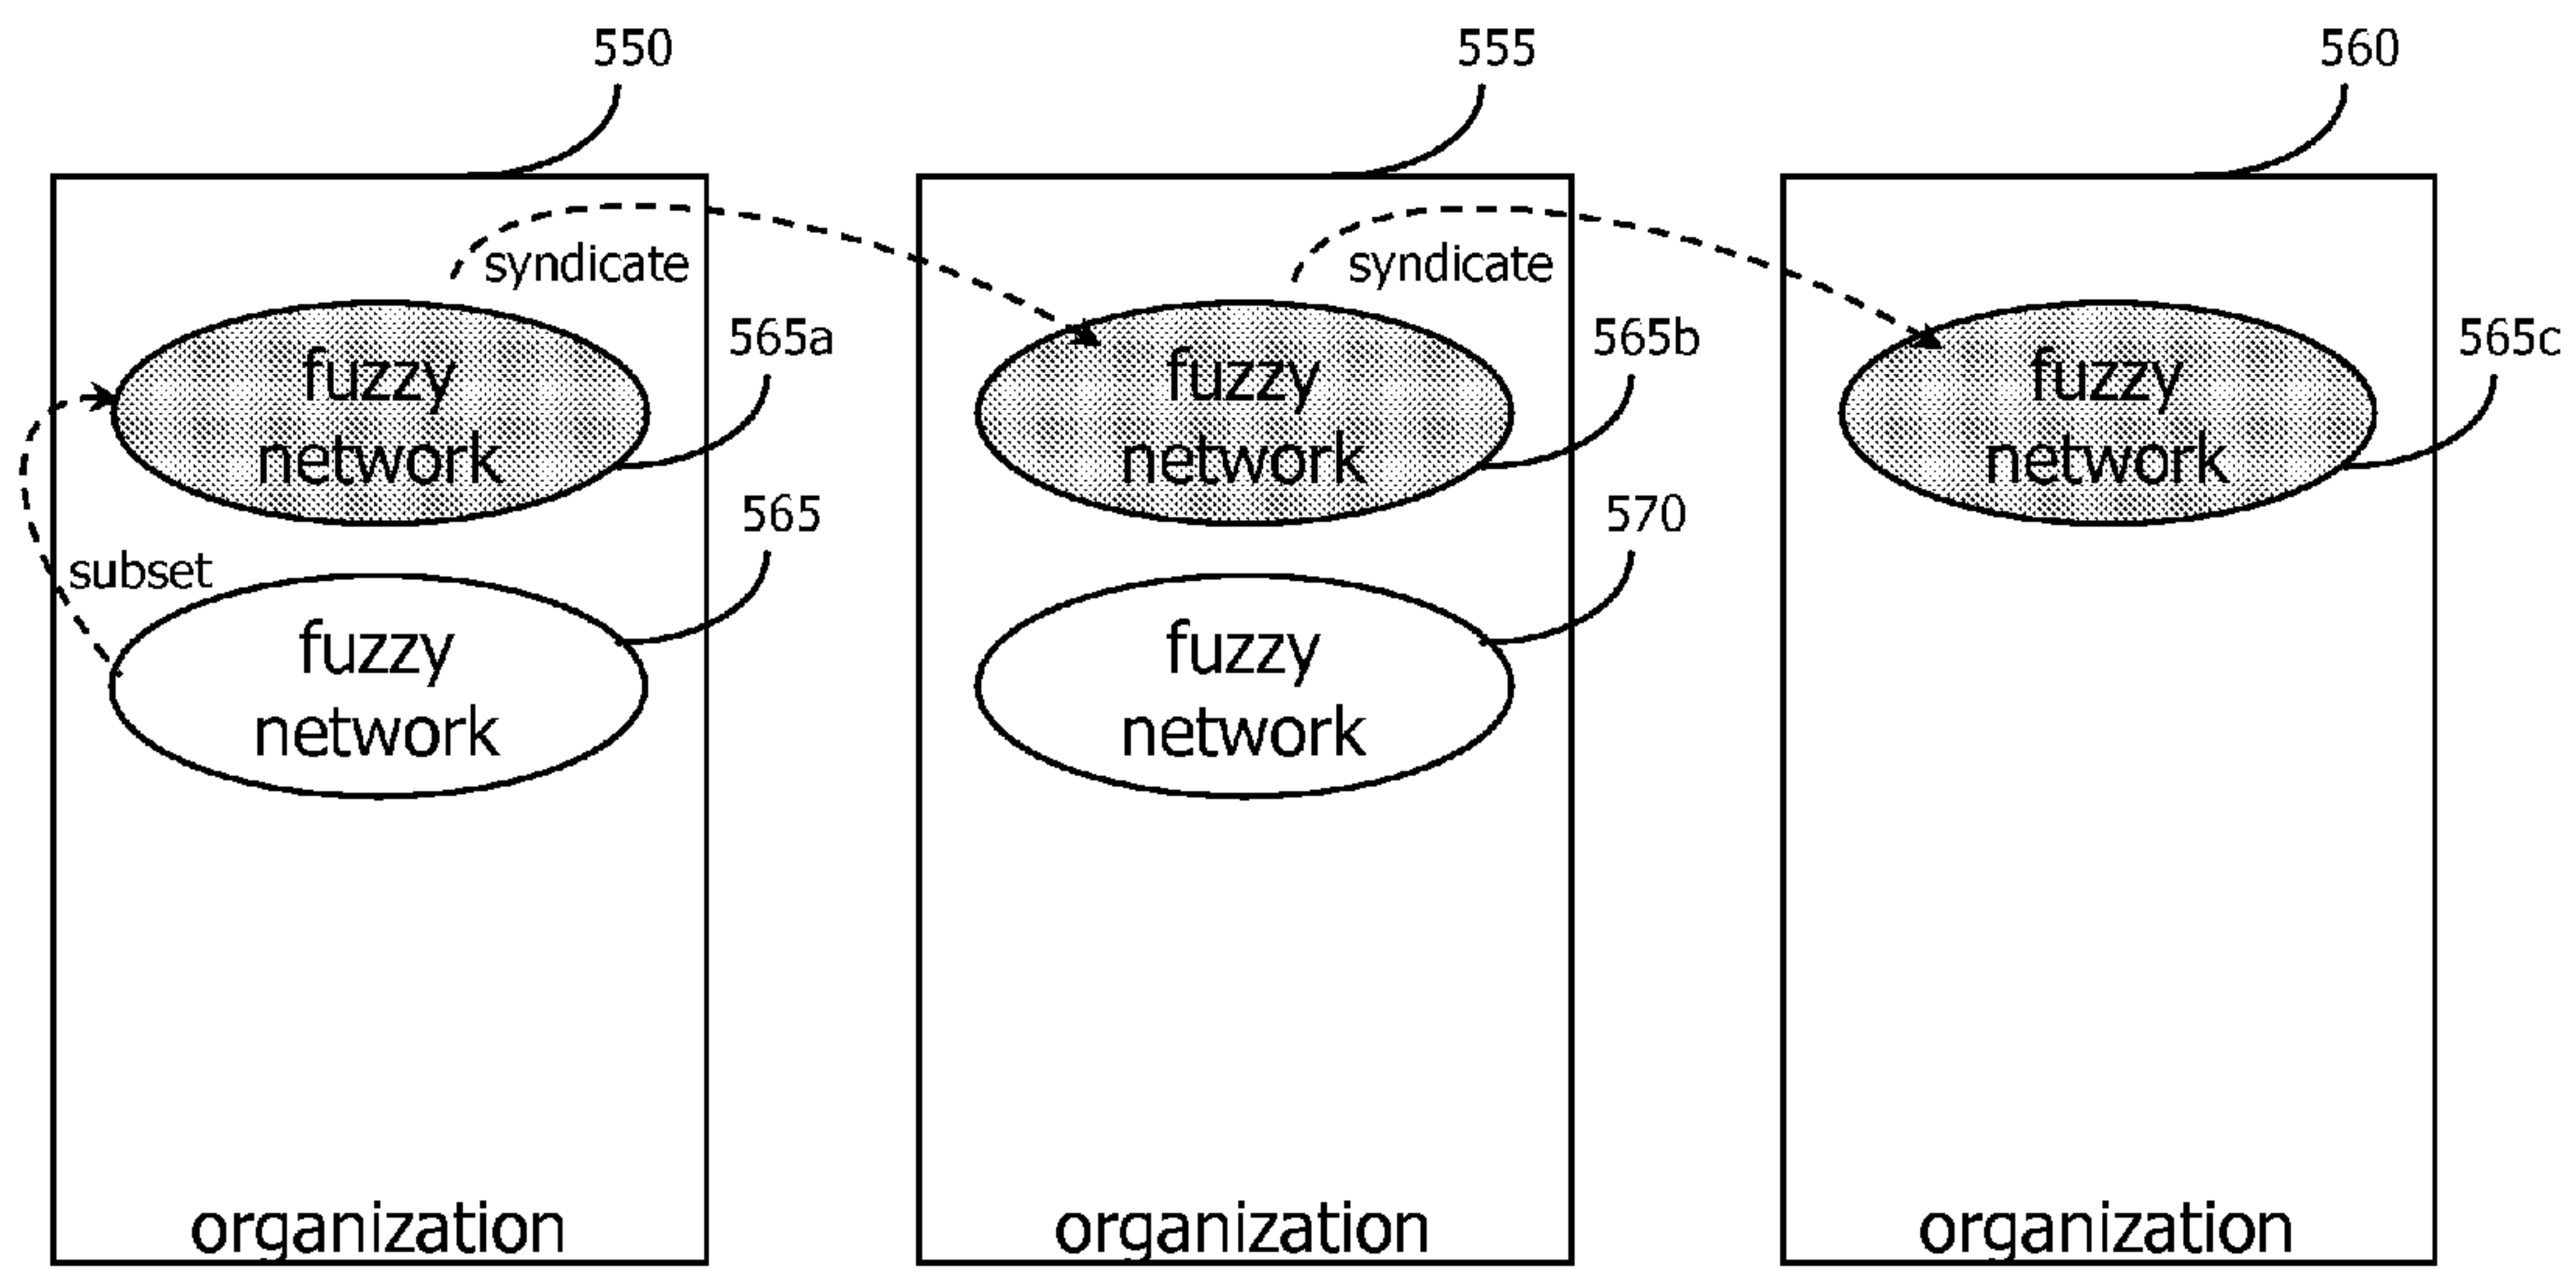 550 555 560
syndicate syndicate
565a 565b 565c
fuzzy fuzzy fuzzy
network network network
565 570
subset
fuzzy fuzzy
network network
organization organization organization